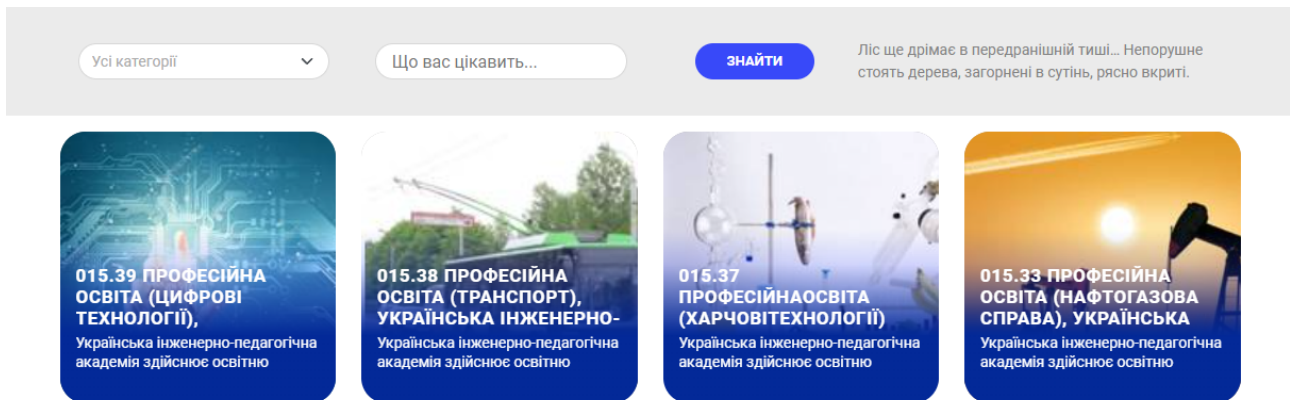 Усі категорії
Що вас цікавить...
ЗНАЙТИ
Ліс ще дрімає в передранішній тиші... Непорушне
стоять дерева, загорнені в сутінь, рясно вкриті.
015.39 ПРОФЕСІЙНА
ОСВІТА (ЦИФРОВІ
ТЕХНОЛОГІЇ),
Українська інженерно-педагогічна
академія здійснює освітню
015.38 ПРОФЕСІЙНА
ОСВІТА (ТРАНСПОРТ),
УКРАЇНСЬКА ІНЖЕНЕРНО-
Українська інженерно-педагогічна
академія здійснює освітню
015.37
ПРОФЕСІЙНАОСВІТА
(ХАРЧОВІТЕХНОЛОГІЇ)
Українська інженерно-педагогічна
академія здійснює освітню
015.33 ПРОФЕСІЙНА
ОСВІТА (НАФТОГАЗОВА
СПРАВА), УКРАЇНСЬКА
Українська інженерно-педагогічна
академія здійснює освітню